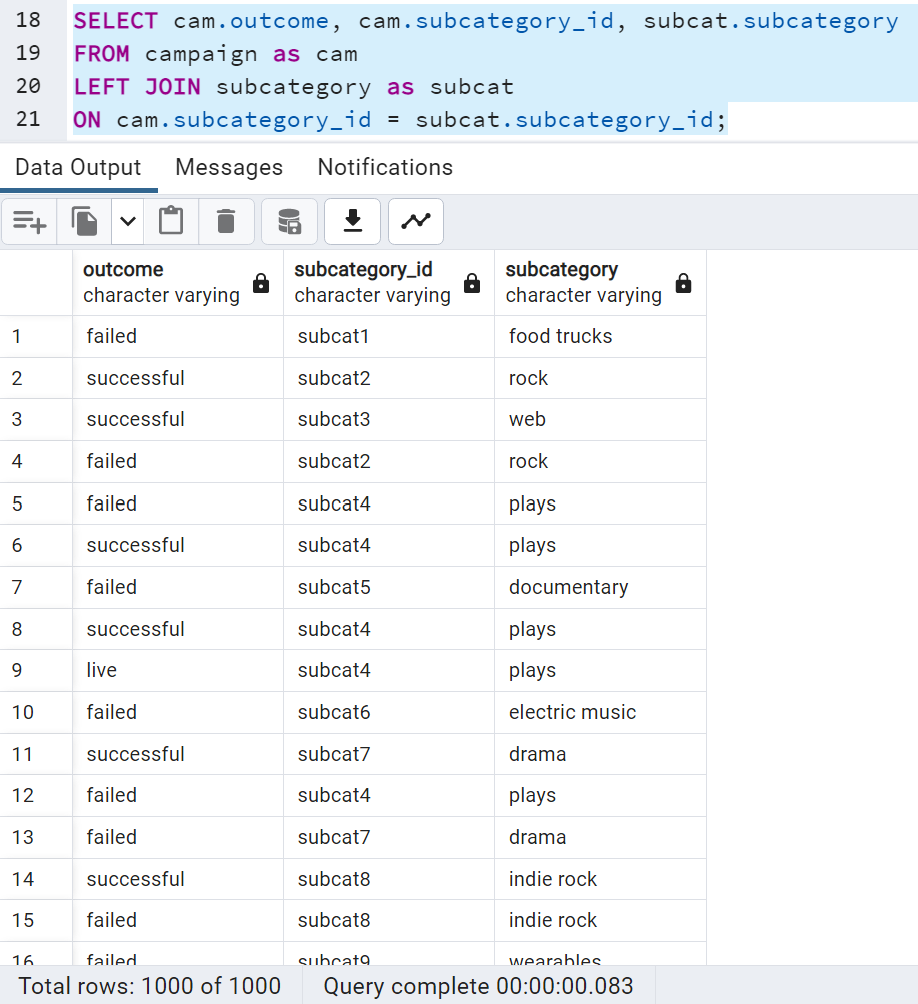 18 SELECT cam.outcome, cam.subcategory_id, subcat.subcategory
19 FROM campaign as cam
20 LEFT JOIN subcategory as subcat
21 ON cam.subcategory_id = subcat.subcategory_id;
Data Output Messages Notifications
outcome subcategory_id subcategory
character varying character varying character varying
1 failed subcat1 food trucks
2 successful subcat2 rock
3 successful subcat3 web
4 failed subcat2 rock
5 failed subcat4 plays
6 successful subcat4 plays
7 failed subcat5 documentary
8 successful subcat4 plays
9 live subcat4 plays
10 failed subcat6 electric music
11 successful subcat7 drama
12 failed subcat4 plays
13 failed subcat7 drama
14 successful subcat8 indie rock
15 failed subcat8 indie rock
16 failed subcat9 wearables
Total rows: 1000 of 1000 Query complete 00:00:00.083